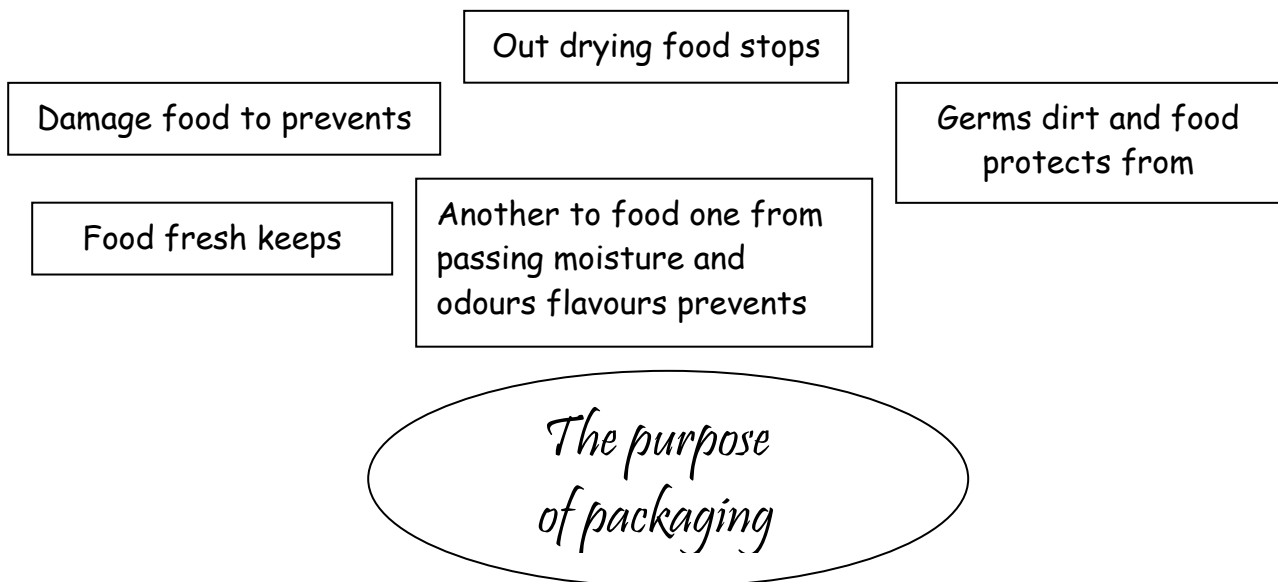 Out drying food stops
Damage food to prevents
Germs dirt and food
protects from
Food fresh keeps
Another to food one from
passing moisture and
odours flavours prevents
The purpose
of packaging